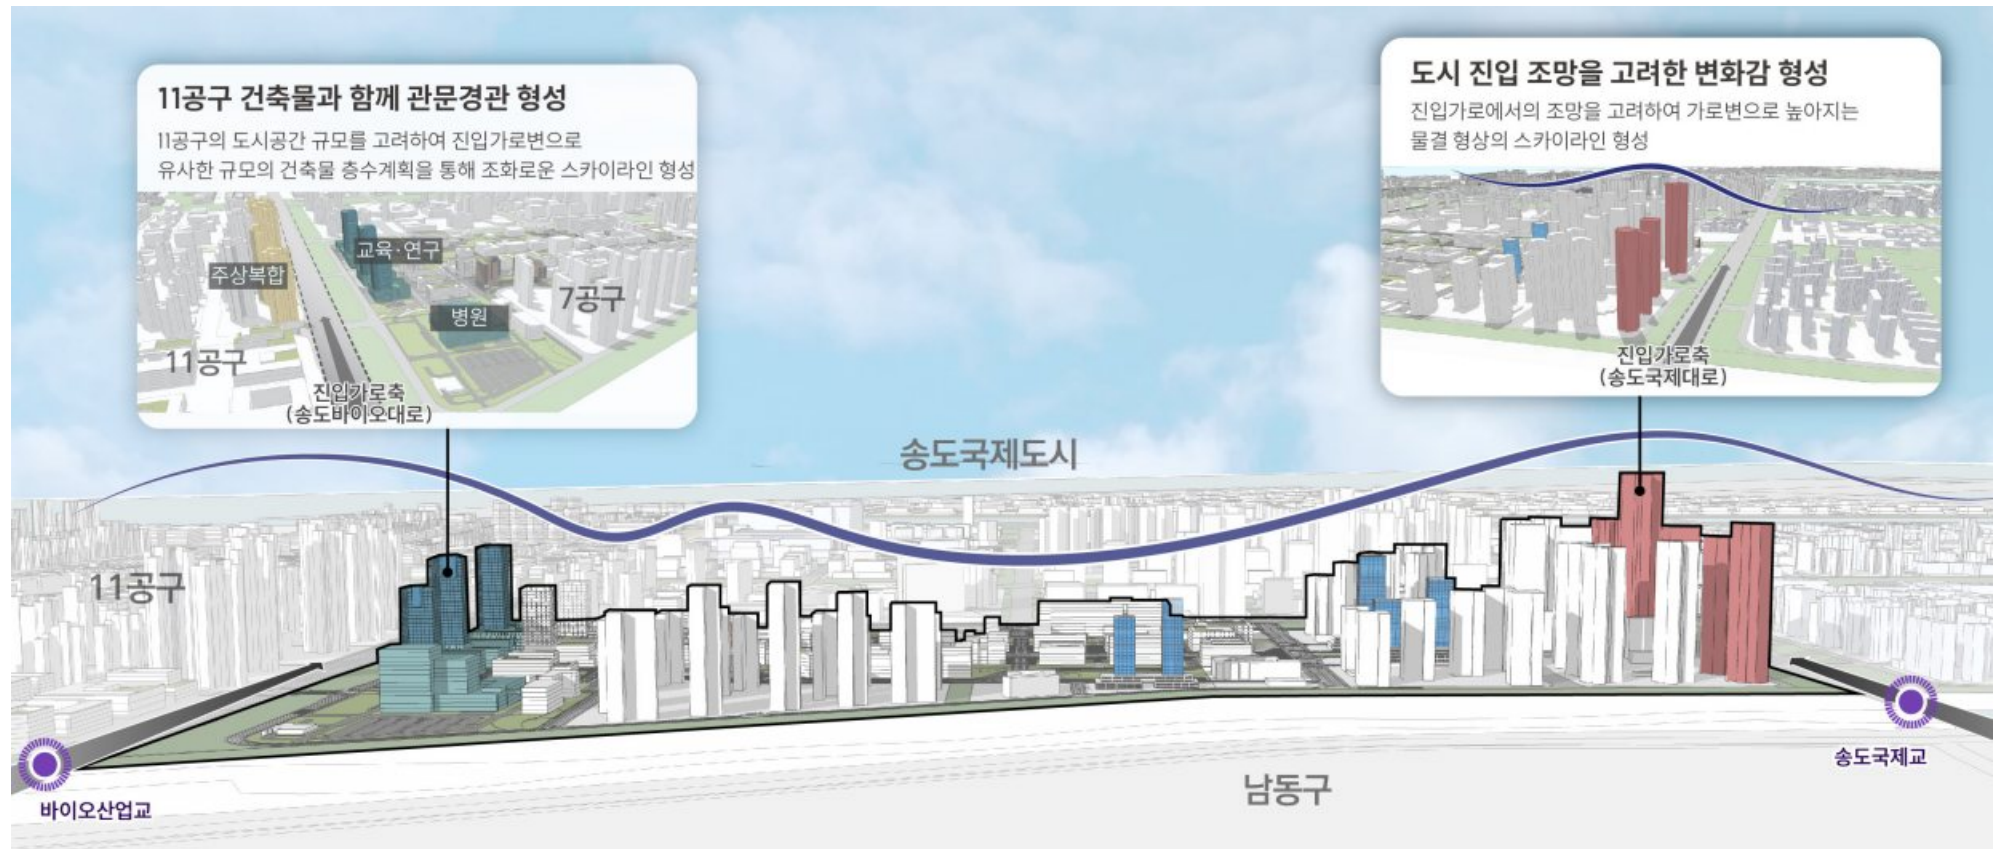 11공구 건축물과 함께 관문경관 형성
11공구의 도시공간 규모를 고려하여 진입가로변으로
유사한 규모의 건축물 층수계획을 통해 조화로운 스카이라인 형성
교육·연구
주상복합
7공구
병원
11공구
진입가로축
(송도바이오대로)
도시 진입 조망을 고려한 변화감 형성
진입가로에서의 조망을 고려하여 가로변으로 높아지는
물결 형상의 스카이라인 형성
진입가로축
(송도국제대로)
송도국제도시
11공구
송도국제교
남동구
바이오산업교